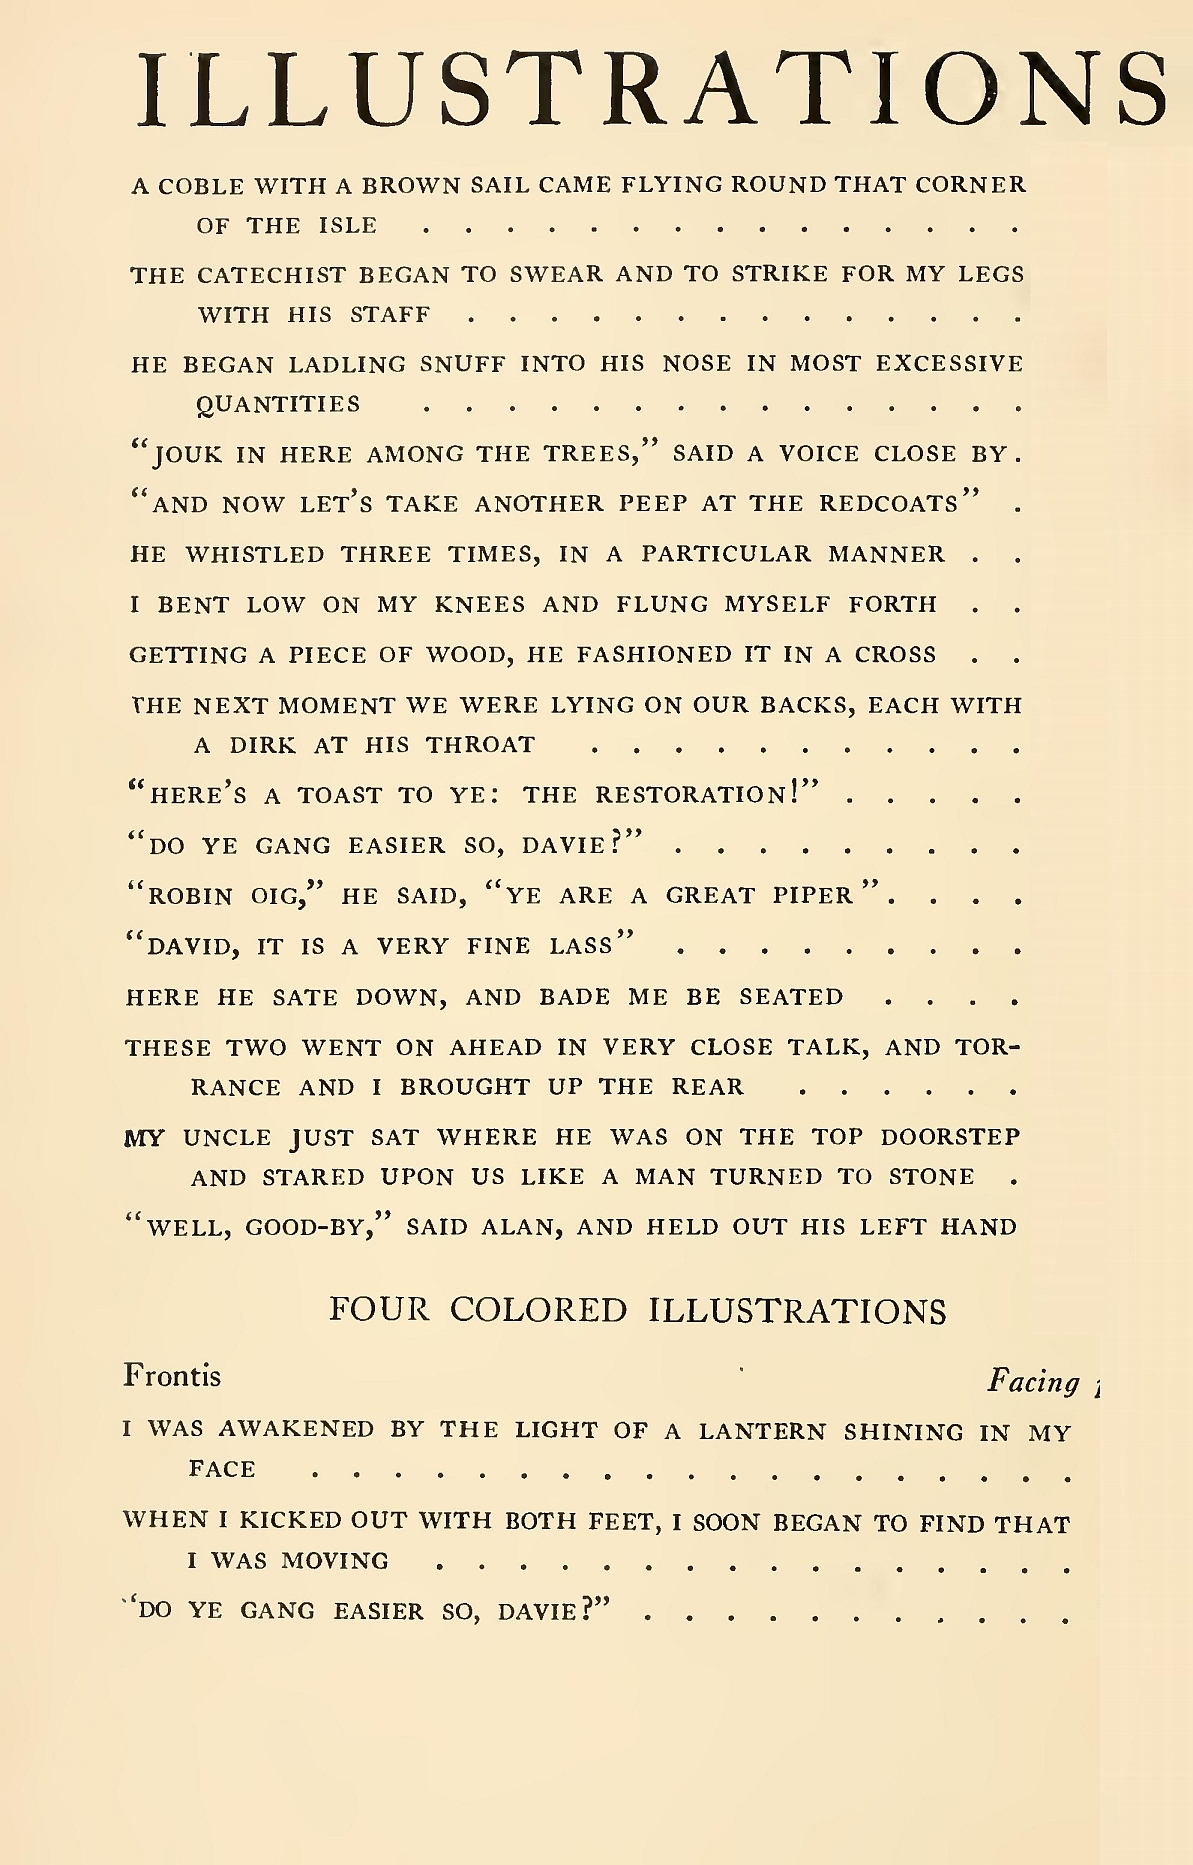 ILLUSTRATIONS
A COBLE WITH A BROWN SAIL CAME FLYING ROUND THAT CORNER
OF THE ISLE . . . . . . . . . . . . . . .
THE CATECHIST BEGAN TO SWEAR AND TO STRIKE FOR MY LEGS
WITH HIS STAFF . . . . . . . . . . . . . .
HE BEGAN LADLING SNUFF INTO HIS NOSE IN MOST EXCESSIVE
QUANTITIES . . . . . . . . . . . . . . .
“JOUK IN HERE AMONG THE TREES,” SAID A VOICE CLOSE BY .
“AND NOW LET’S TAKE ANOTHER PEEP AT THE REDCOATS” .
HE WHISTLED THREE TIMES, IN A PARTICULAR MANNER . .
I BENT LOW ON MY KNEES AND FLUNG MYSELF FORTH . .
GETTING A PIECE OF WOOD, HE FASHIONED IT IN A CROSS . .
THE NEXT MOMENT WE WERE LYING ON OUR BACKS, EACH WITH
A DIRK AT HIS THROAT . . . . . . . . . . .
“HERE’S A TOAST TO YE: THE RESTORATION!” . . . . .
“DO YE GANG EASIER SO, DAVIE?” . . . . . . . . .
“ROBIN OIG,” HE SAID, “YE ARE A GREAT PIPER” . . . .
“DAVID, IT IS A VERY FINE LASS” . . . . . . . . .
HERE HE SATE DOWN, AND BADE ME BE SEATED . . . .
THESE TWO WENT ON AHEAD IN VERY CLOSE TALK, AND TOR-
RANCE AND I BROUGHT UP THE REAR . . . . . .
MY UNCLE JUST SAT WHERE HE WAS ON THE TOP DOORSTEP
AND STARED UPON US LIKE A MAN TURNED TO STONE .
“WELL, GOOD-BY,” SAID ALAN, AND HELD OUT HIS LEFT HAND
FOUR COLORED ILLUSTRATIONS
Frontis Facing
I WAS AWAKENED BY THE LIGHT OF A LANTERN SHINING IN MY
FACE . . . . . . . . . . . . . . . . . . .
WHEN I KICKED OUT WITH BOTH FEET, I SOON BEGAN TO FIND THAT
I WAS MOVING . . . . . . . . . . . . . . . .
“DO YE GANG EASIER SO, DAVIE?” . . . . . . . . . . .